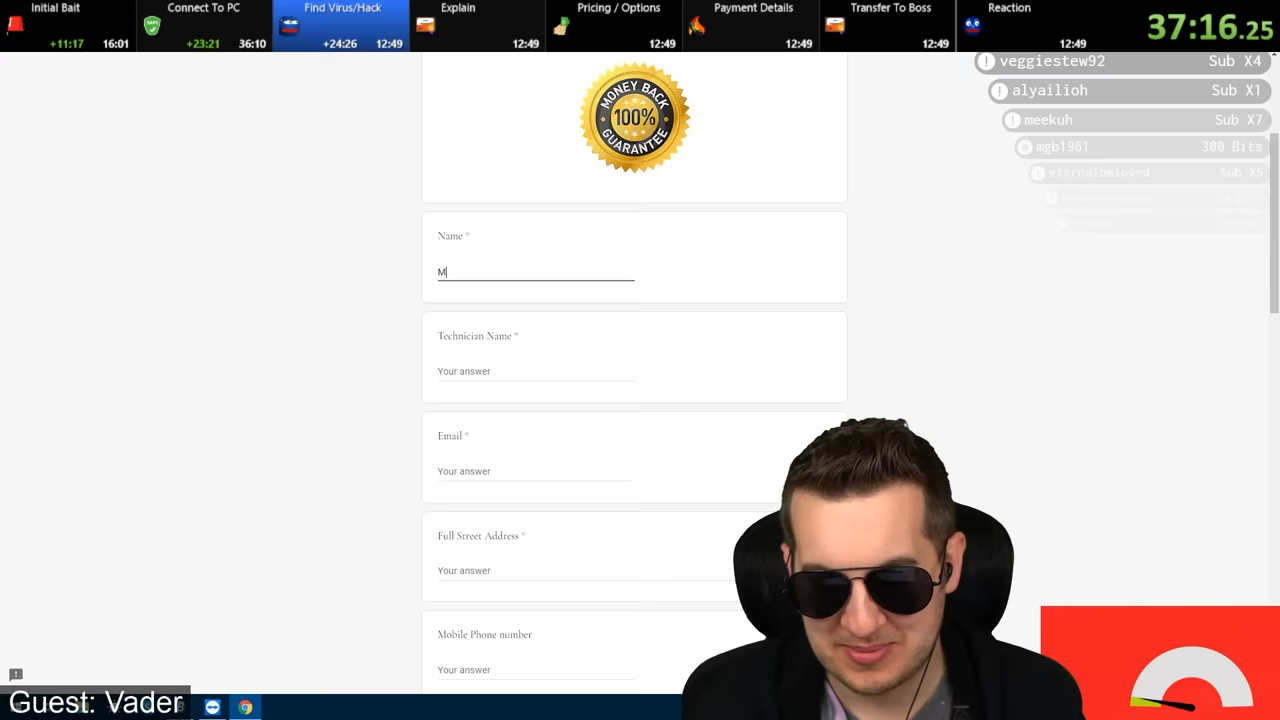 Initial Bait
+11:17 16:01
Connect To PC
+23:21 36:10
Find Virus/Hack
+24:26 12:49
Explain
12:49
Pricing / Options
12:49
Payment Details
12:49
Transfer To Boss
12:49
Reaction
12:49
37:16.25
veggiestew92 Sub X4
alyailioh Sub X1
meekuh Sub X7
mgb1961 300 Bits
eternalbeloved Sub X5
MONEY BACK
100%
GUARANTEE
Name *
M
Technician Name *
Your answer
Email *
Your answer
Full Street Address *
Your answer
Mobile Phone number
Your answer
Guest: Vader